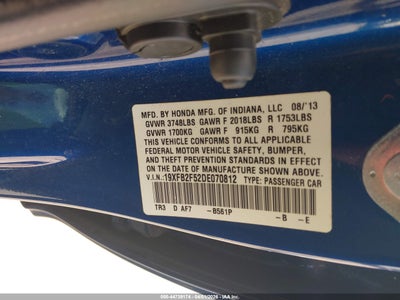 MFD. BY HONDA MFG. OF INDIANA, LLC 08/'13
GVWR 3748LBS GAWR F 2018LBS R 1753LBS
GVWR 1700KG GAWR F 915KG R 795KG
THIS VEHICLE CONFORMS TO ALL APPLICABLE
FEDERAL MOTOR VEHICLE SAFETY, BUMPER,
AND THEFT PREVENTION STANDARDS IN EFFECT
ON THE DATE OF MANUFACTURE SHOWN ABOVE.
V.I.N.: 19XFB2F52DE070812 TYPE: PASSENGER CAR
TR3 D AF7 -B561P -B -E